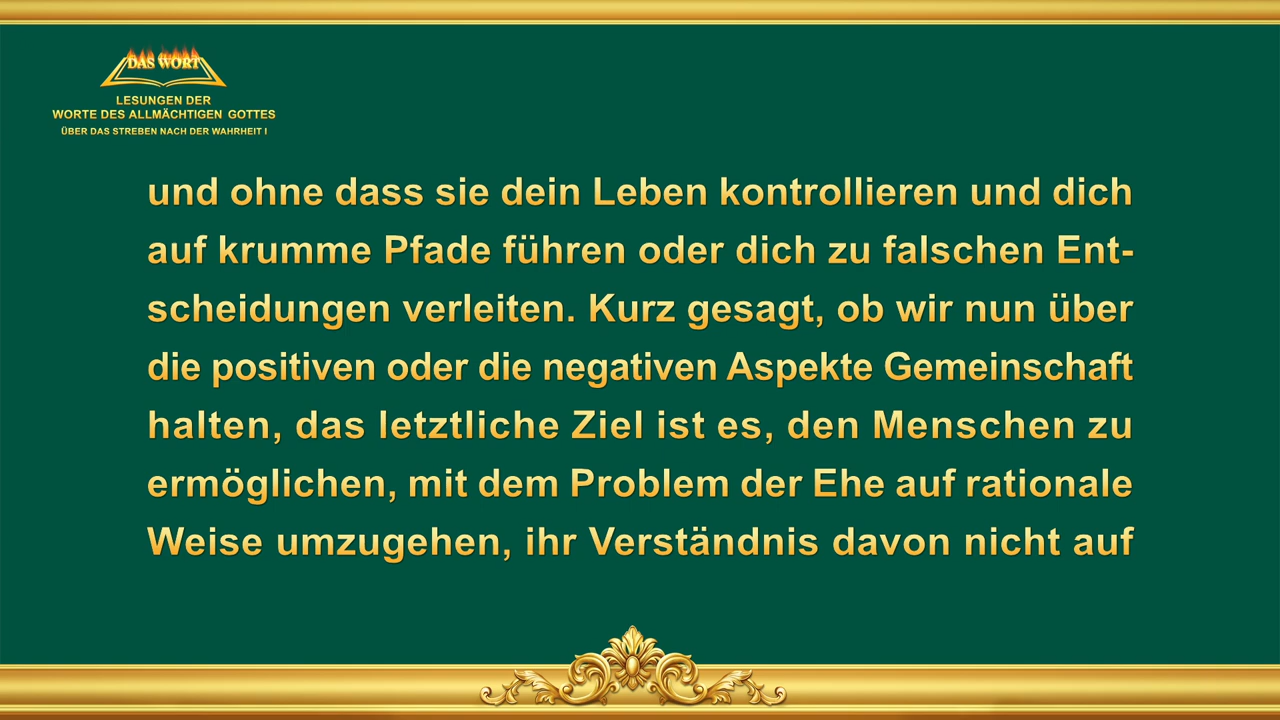 DAS WORT
LESUNGEN DER
WORTE DES ALLMÄCHTIGEN GOTTES
ÜBER DAS STREBEN NACH DER WAHRHEIT I
und ohne dass sie dein Leben kontrollieren und dich
auf krumme Pfade führen oder dich zu falschen Ent-
scheidungen verleiten. Kurz gesagt, ob wir nun über
die positiven oder die negativen Aspekte Gemeinschaft
halten, das letztliche Ziel ist es, den Menschen zu
ermöglichen, mit dem Problem der Ehe auf rationale
Weise umzugehen, ihr Verständnis davon nicht auf